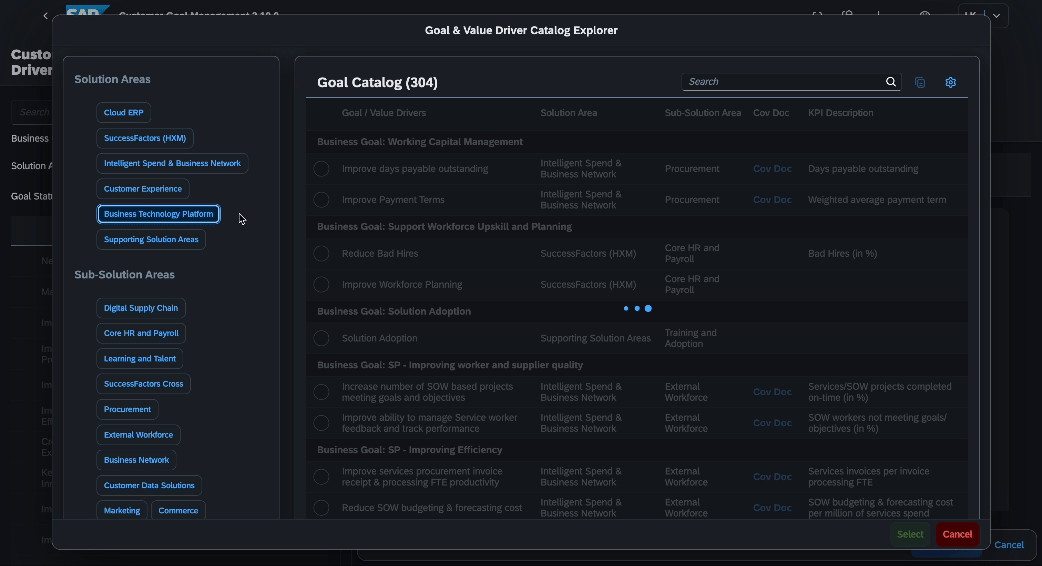 SAP
Customer Goal Management 2.10.0
Custo
Driver
Search
Business
Solution A
Goal Stat
Goal & Value Driver Catalog Explorer
Solution Areas
Cloud ERP
SuccessFactors (HXM)
Intelligent Spend & Business Network
Customer Experience
Business Technology Platform
Supporting Solution Areas
Sub-Solution Areas
Digital Supply Chain
Core HR and Payroll
Learning and Talent
SuccessFactors Cross
Procurement
External Workforce
Business Network
Customer Data Solutions
Marketing Commerce
Goal Catalog (304)
Search
Goal / Value Drivers Solution Area Sub-Solution Area Cov Doc KPI Description
Business Goal: Working Capital Management
Improve days payable outstanding Intelligent Spend & Business Network Procurement Cov Doc Days payable outstanding
Improve Payment Terms Intelligent Spend & Business Network Procurement Cov Doc Weighted average payment term
Business Goal: Support Workforce Upskill and Planning
Reduce Bad Hires SuccessFactors (HXM) Core HR and Payroll Bad Hires (in %)
Improve Workforce Planning SuccessFactors (HXM) Core HR and Payroll
Business Goal: Solution Adoption
Solution Adoption Supporting Solution Areas Training and Adoption
Business Goal: SP - Improving worker and supplier quality
Increase number of SOW based projects meeting goals and objectives Intelligent Spend & Business Network External Workforce Cov Doc Services/SOW projects completed on-time (in %)
Improve ability to manage Service worker feedback and track performance Intelligent Spend & Business Network External Workforce Cov Doc SOW workers not meeting goals/ objectives (in %)
Business Goal: SP - Improving Efficiency
Improve services procurement invoice receipt & processing FTE productivity Intelligent Spend & Business Network External Workforce Cov Doc Services invoices per invoice processing FTE
Reduce SOW budgeting & forecasting cost Intelligent Spend & Business Network External Workforce Cov Doc SOW budgeting & forecasting cost per million of services spend
Select Cancel
Cancel